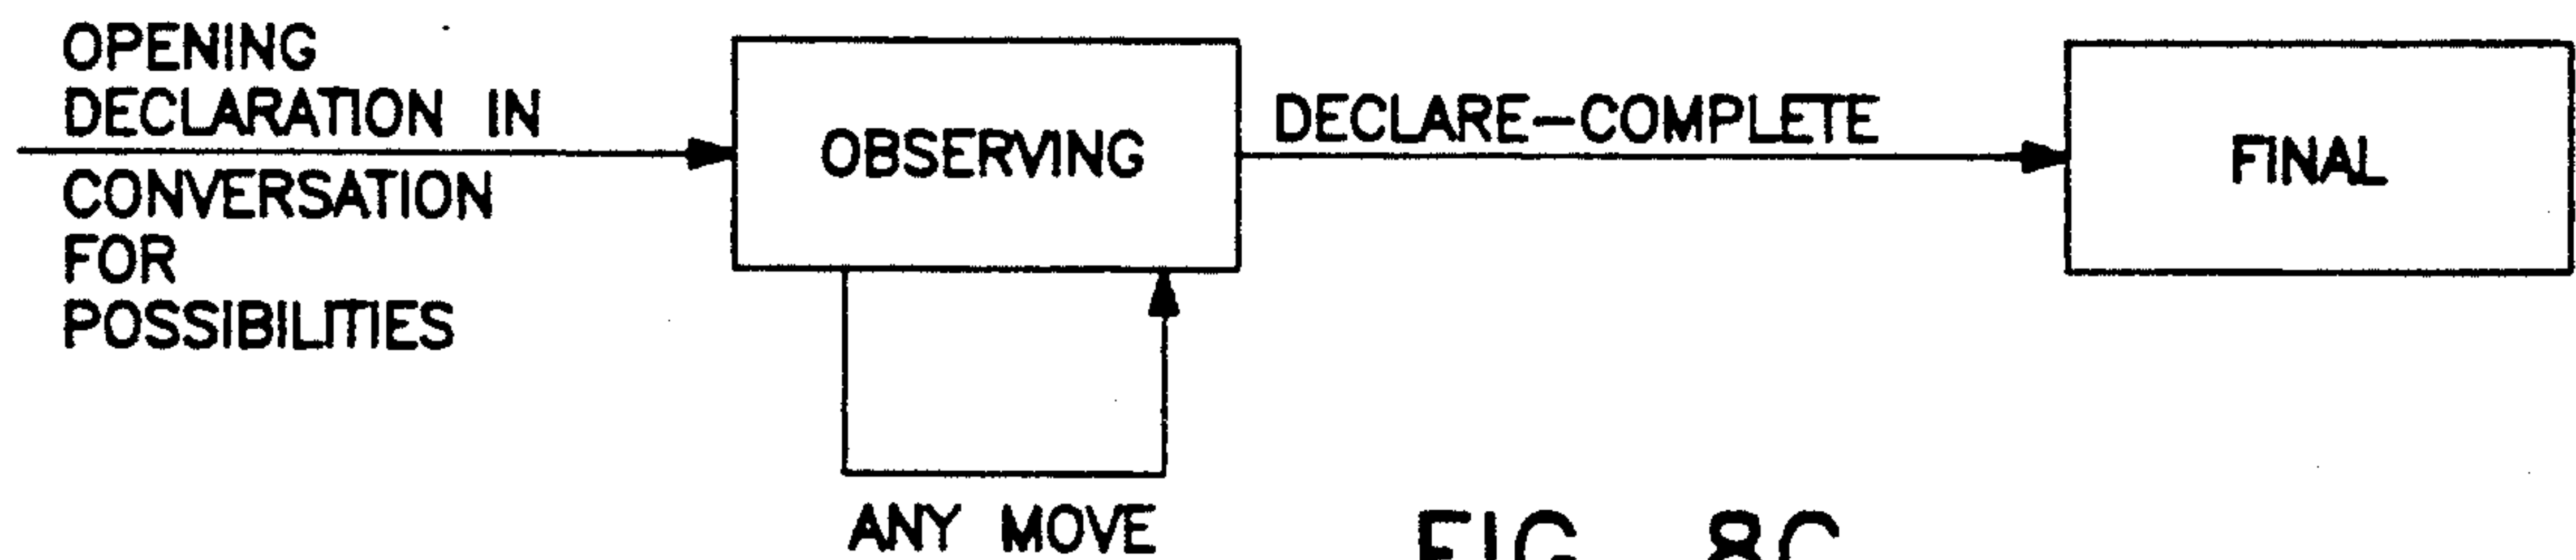 OPENING
DECLARATION IN
CONVERSATION
FOR
POSSIBILITIES
OBSERVING
DECLARE-COMPLETE
FINAL
ANY MOVE
FIG. 8C